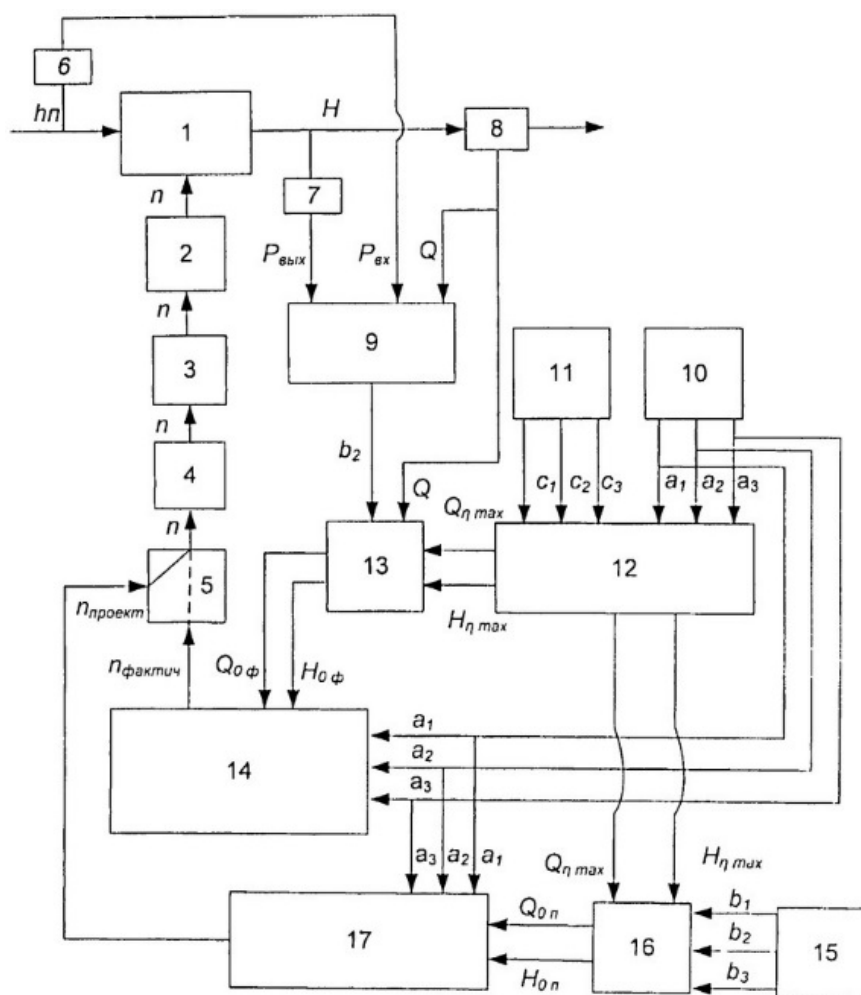 6
hп
1
H
8
n
7
2
Pвых
Pвх
Q
n
9
11
10
3
n
b2
c1 c2 c3 a1 a2 a3
4
Q
Qη max
n
13
12
5
nпроект
Hη max
nфактич
Q0 ф
H0 ф
a1
14
a2
a3
a3 a2 a1
Qη max
Hη max
Q0 п
b1
17
16
b2
15
H0 п
b3